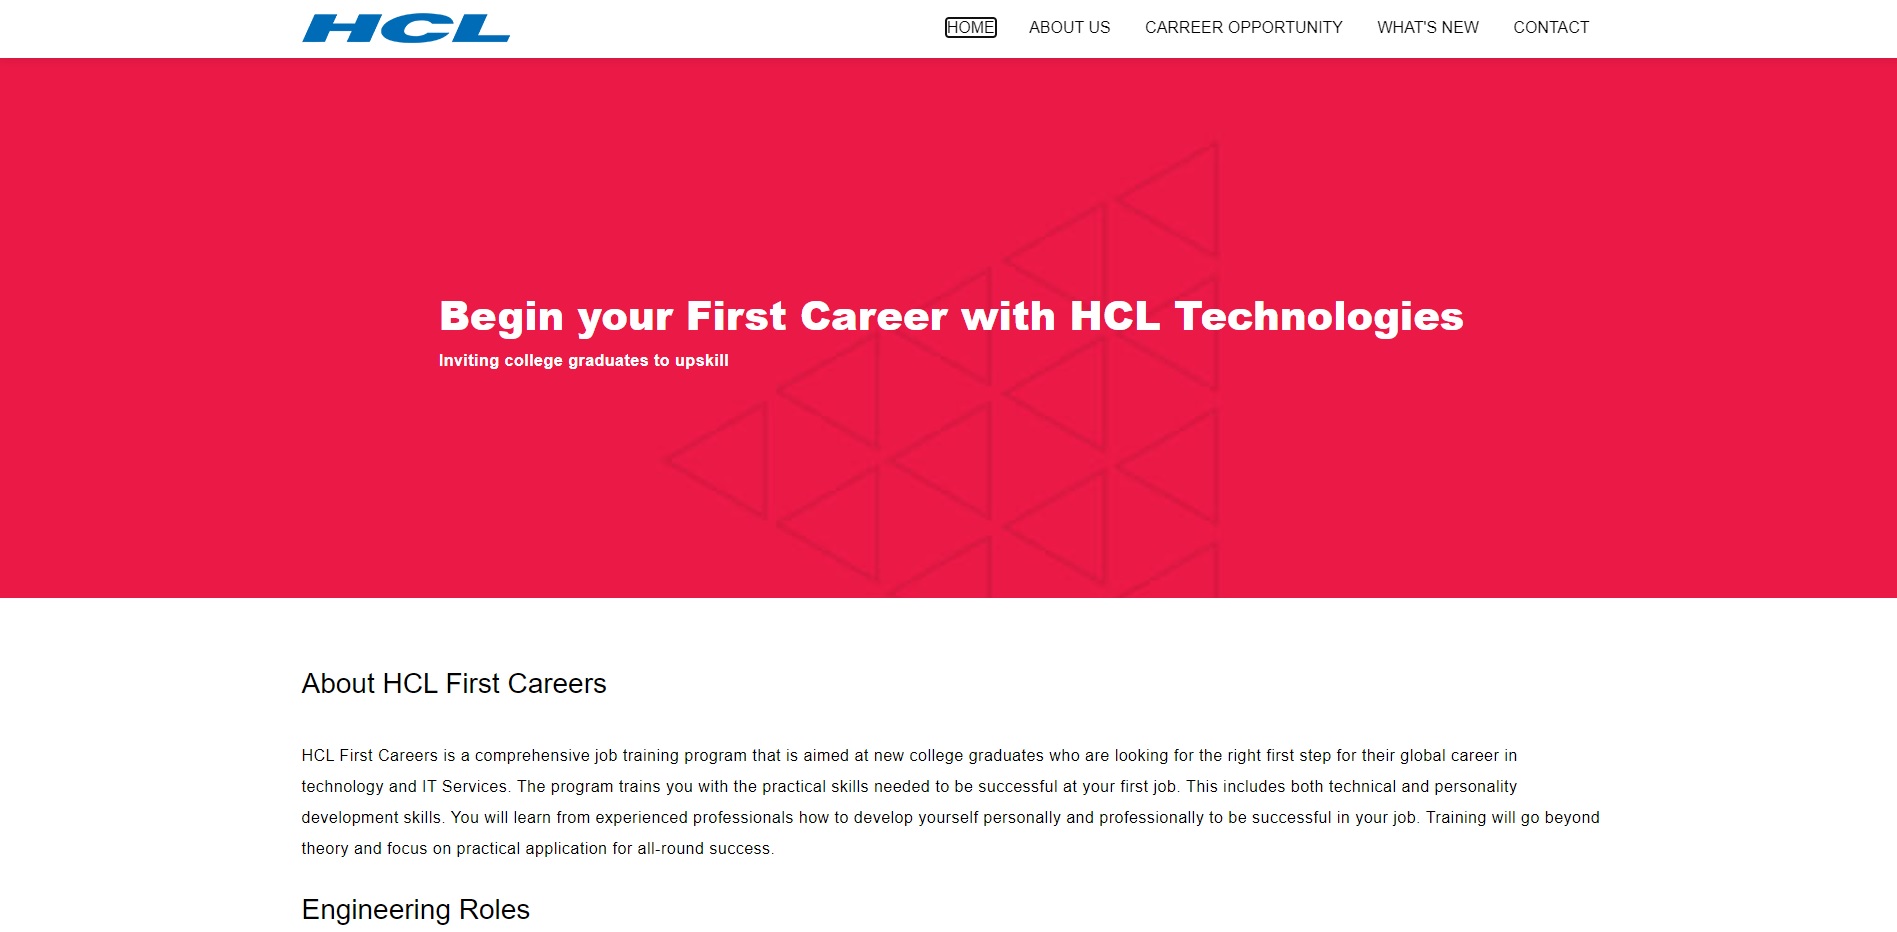 HCL
HOME ABOUT US CARREER OPPORTUNITY WHAT'S NEW CONTACT
Begin your First Career with HCL Technologies
Inviting college graduates to upskill
About HCL First Careers
HCL First Careers is a comprehensive job training program that is aimed at new college graduates who are looking for the right first step for their global career in
technology and IT Services. The program trains you with the practical skills needed to be successful at your first job. This includes both technical and personality
development skills. You will learn from experienced professionals how to develop yourself personally and professionally to be successful in your job. Training will go beyond
theory and focus on practical application for all-round success.
Engineering Roles